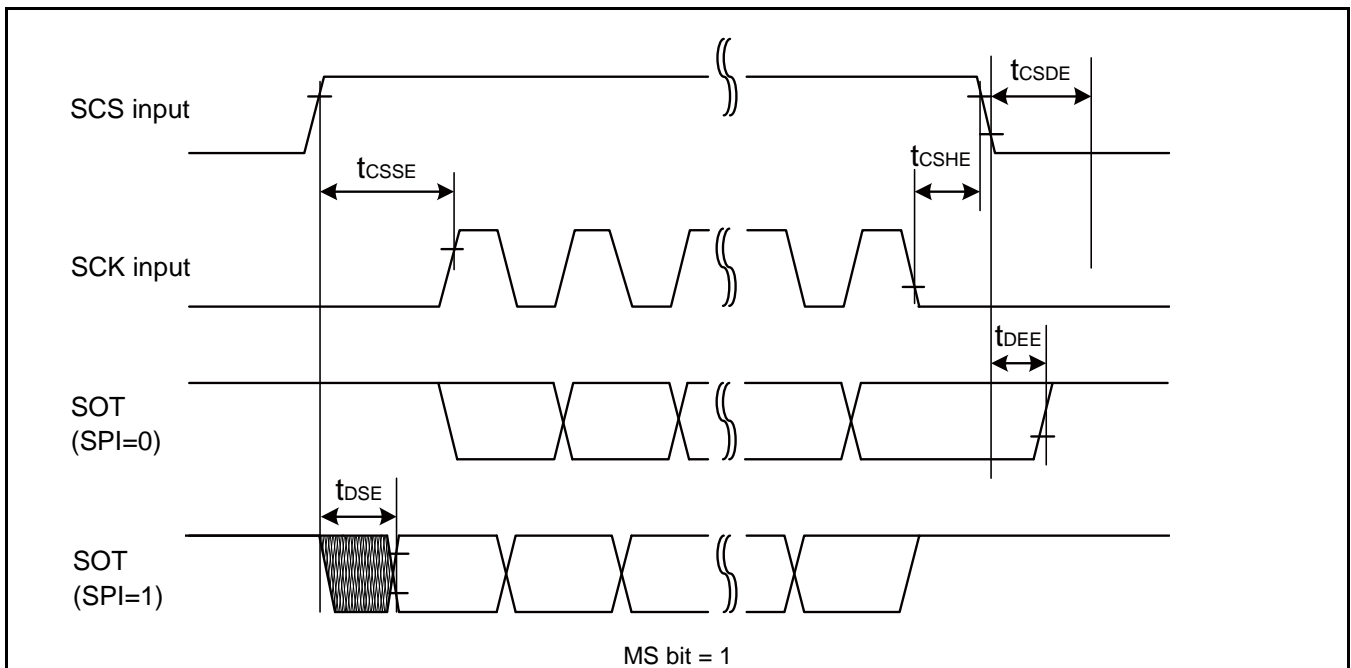 SCS input
tCSDE
tCSSE
tCSHE
SCK input
tDEE
SOT
(SPI=0)
tDSE
SOT
(SPI=1)
MS bit = 1